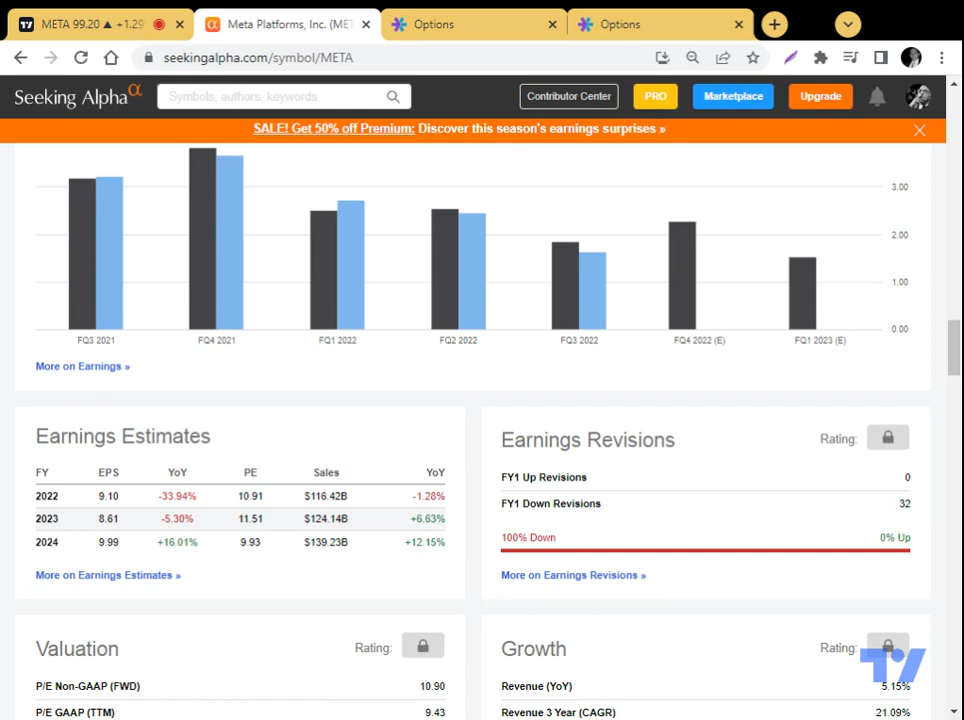 META 99.20 ▲ +1.29
Meta Platforms, Inc. (MET
Options
Options
seekingalpha.com/symbol/META
Seeking Alpha α
Symbols, authors, keywords
Contributor Center
PRO
Marketplace
Upgrade
SALE! Get 50% off Premium: Discover this season's earnings surprises »
3.00
2.00
1.00
0.00
FQ3 2021 FQ4 2021 FQ1 2022 FQ2 2022 FQ3 2022 FQ4 2022 (E) FQ1 2023 (E)
More on Earnings »
Earnings Estimates
FY EPS YoY PE Sales YoY
2022 9.10 -33.94% 10.91 $116.42B -1.28%
2023 8.61 -5.30% 11.51 $124.14B +6.63%
2024 9.99 +16.01% 9.93 $139.23B +12.15%
More on Earnings Estimates »
Earnings Revisions
Rating:
FY1 Up Revisions 0
FY1 Down Revisions 32
100% Down 0% Up
More on Earnings Revisions »
Valuation
Rating:
P/E Non-GAAP (FWD) 10.90
P/E GAAP (TTM) 9.43
Growth
Rating:
Revenue (YoY) 5.15%
Revenue 3 Year (CAGR) 21.09%